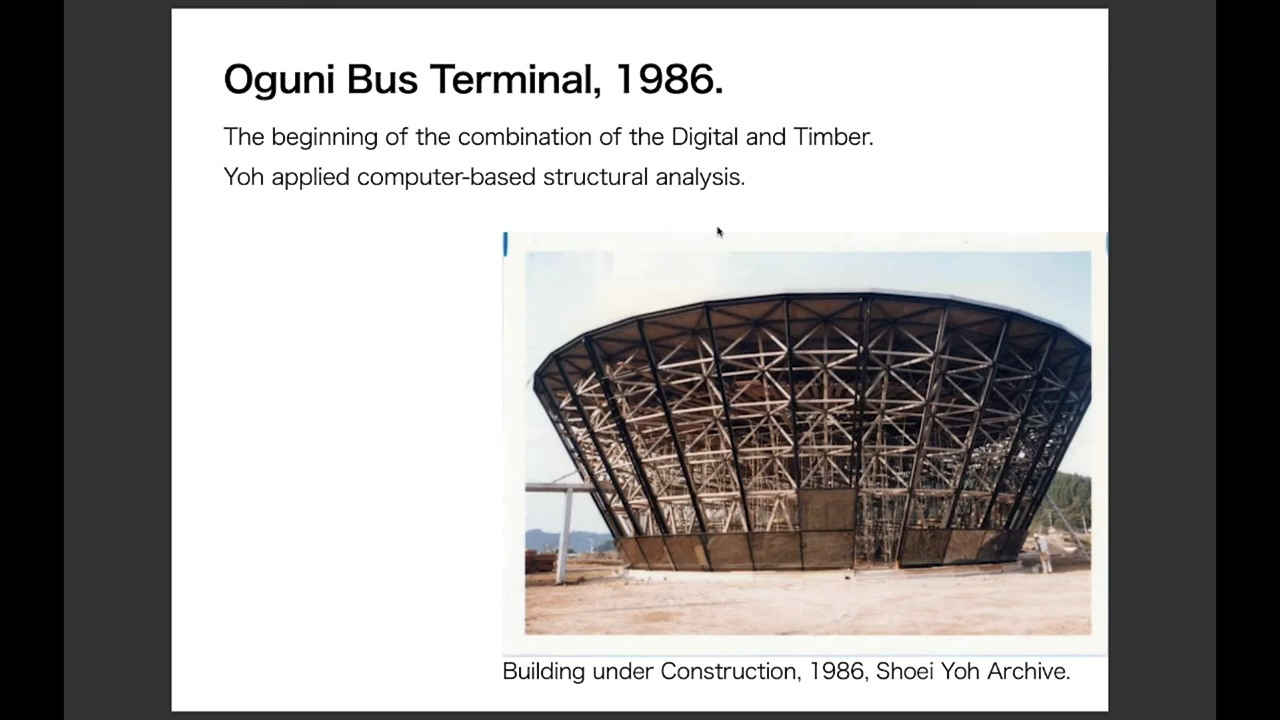 Oguni Bus Terminal, 1986.
The beginning of the combination of the Digital and Timber.
Yoh applied computer-based structural analysis.
Building under Construction, 1986, Shoei Yoh Archive.